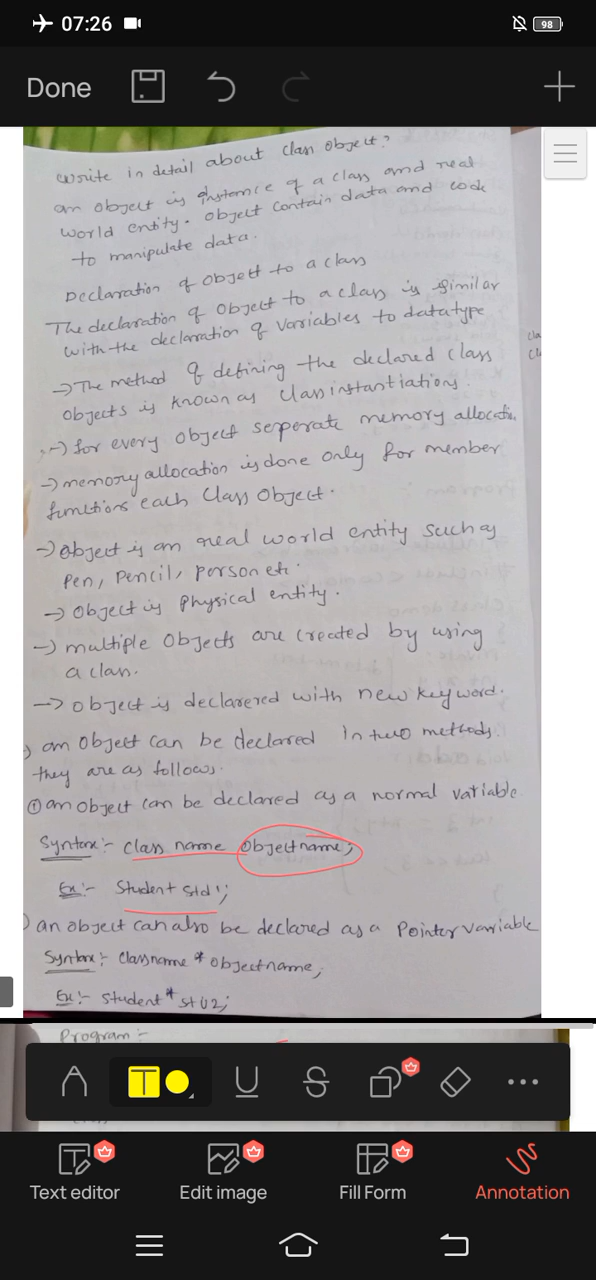 07:26
98
Done
write in detail about class object?
an object is instance of a class and real
world entity. object contain data and code
to manipulate data.
Declaration of object to a class
The declaration of object to a class is similar
with the declaration of variables to datatype
→ The method of defining the declared class
objects is known as class instantiations.
→ for every object seperate memory allocation
→ memory allocation is done only for member
functions each class object.
→ object is an real world entity such as
Pen, Pencil, person etc.
→ object is physical entity.
→ multiple objects are created by using
a class.
→ object is declarered with new keyword.
an object can be declared in two methods.
they are as follows.
① an object can be declared as a normal variable
Syntax:- class name objectname;
Ex:- Student std1;
an object can also be declared as a Pointer variable
Syntax:- classname * objectname;
Ex:- student * stu2;
Program:-
T
U
S
Text editor
Edit image
Fill Form
Annotation